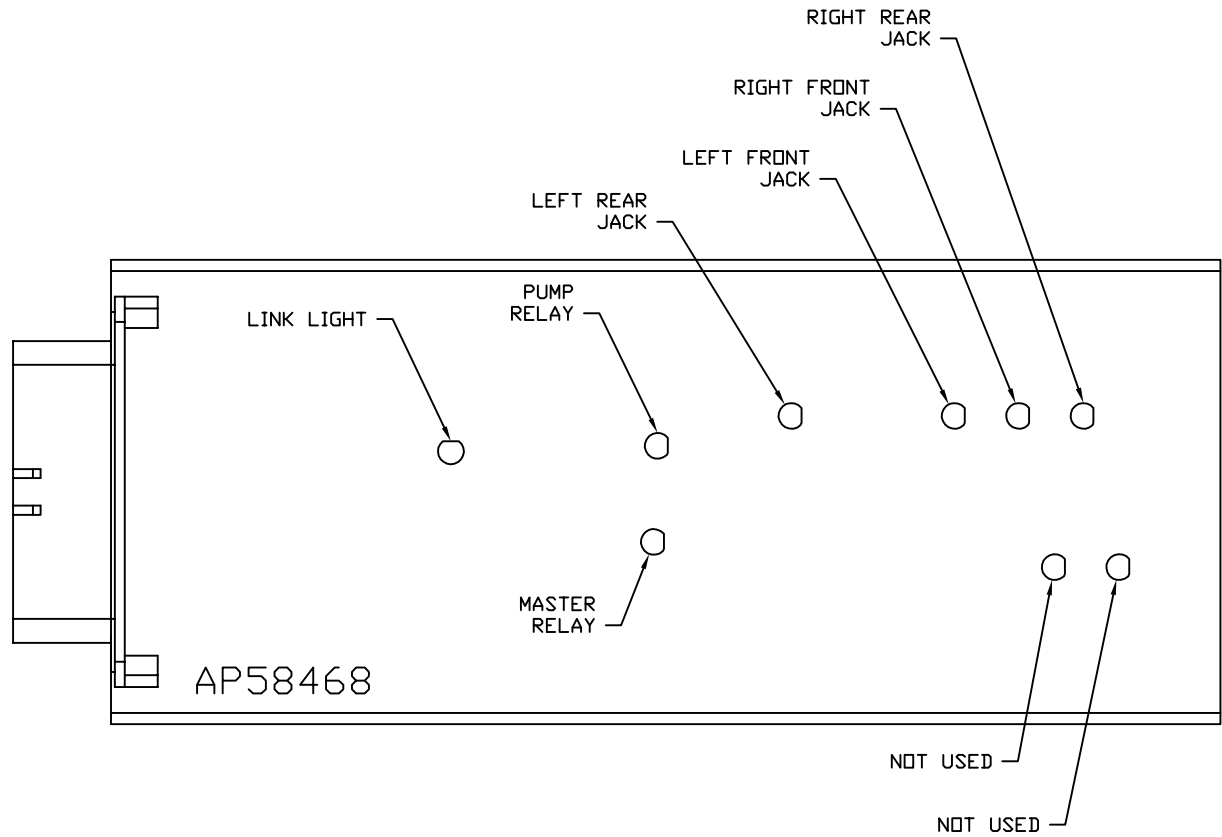 RIGHT REAR
JACK
RIGHT FRONT
JACK
LEFT FRONT
JACK
LEFT REAR
JACK
PUMP
RELAY
LINK LIGHT
MASTER
RELAY
AP58468
NOT USED
NOT USED